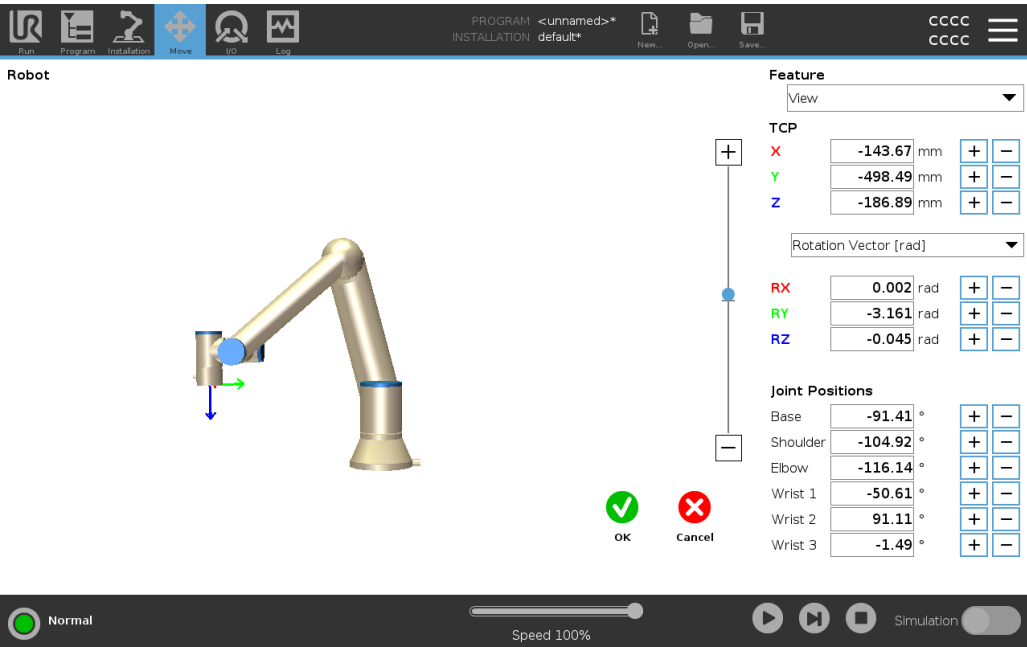 UR
Run
Program
Installation
Move
I/O
Log
PROGRAM <unnamed>*
INSTALLATION default*
New...
Open...
Save...
CCCC
CCCC
Robot
Feature
View
TCP
X -143.67 mm + −
Y -498.49 mm + −
Z -186.89 mm + −
Rotation Vector [rad]
RX 0.002 rad + −
RY -3.161 rad + −
RZ -0.045 rad + −
Joint Positions
Base -91.41 ° + −
Shoulder -104.92 ° + −
Elbow -116.14 ° + −
Wrist 1 -50.61 ° + −
Wrist 2 91.11 ° + −
Wrist 3 -1.49 ° + −
+
−
OK
Cancel
Normal
Speed 100%
Simulation